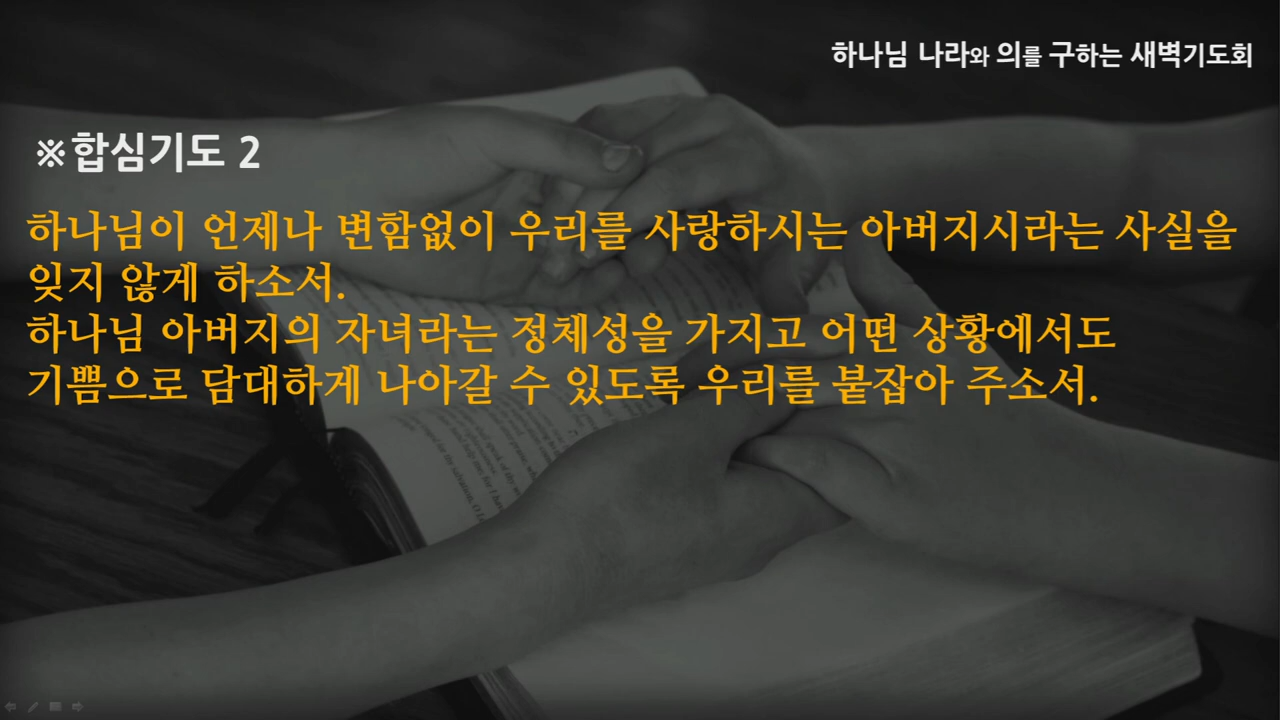 하나님 나라와 의를 구하는 새벽기도회
※합심기도 2
하나님이 언제나 변함없이 우리를 사랑하시는 아버지시라는 사실을
잊지 않게 하소서.
하나님 아버지의 자녀라는 정체성을 가지고 어떤 상황에서도
기쁨으로 담대하게 나아갈 수 있도록 우리를 붙잡아 주소서.